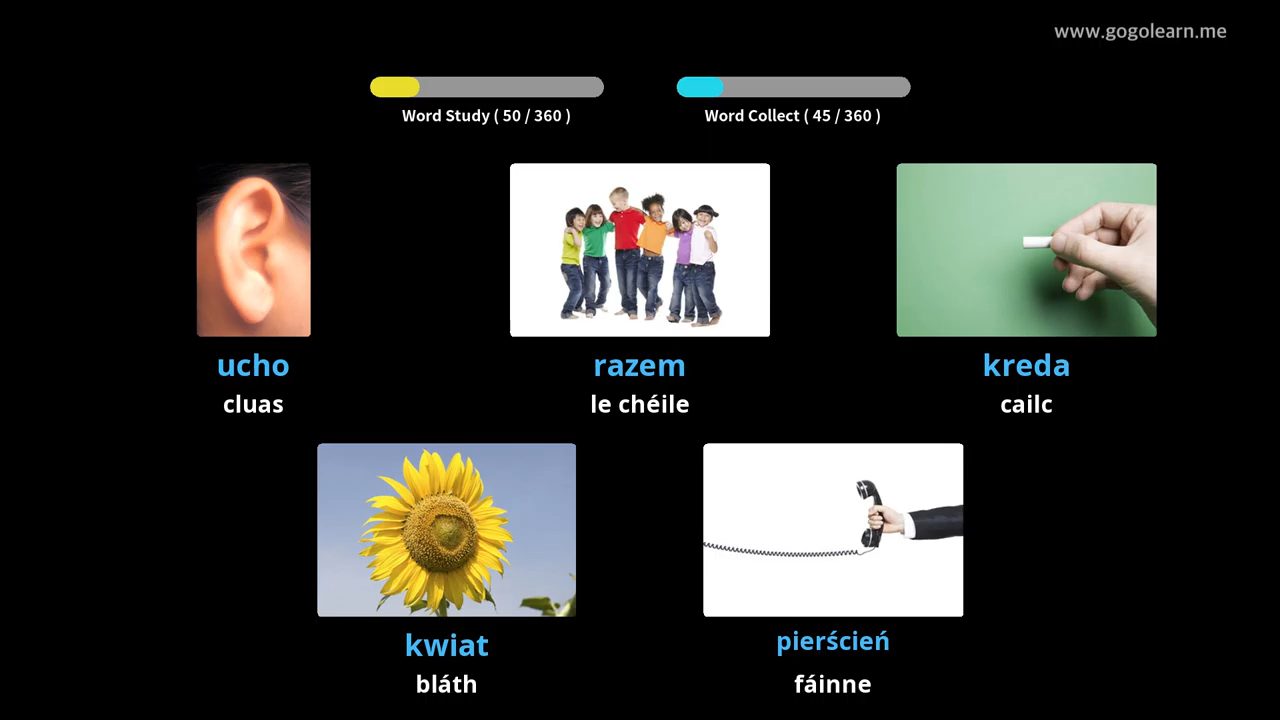 www.gogolearn.me
Word Study ( 50 / 360 )
Word Collect ( 45 / 360 )
ucho
cluas
razem
le chéile
kreda
cailc
kwiat
bláth
pierścień
fáinne